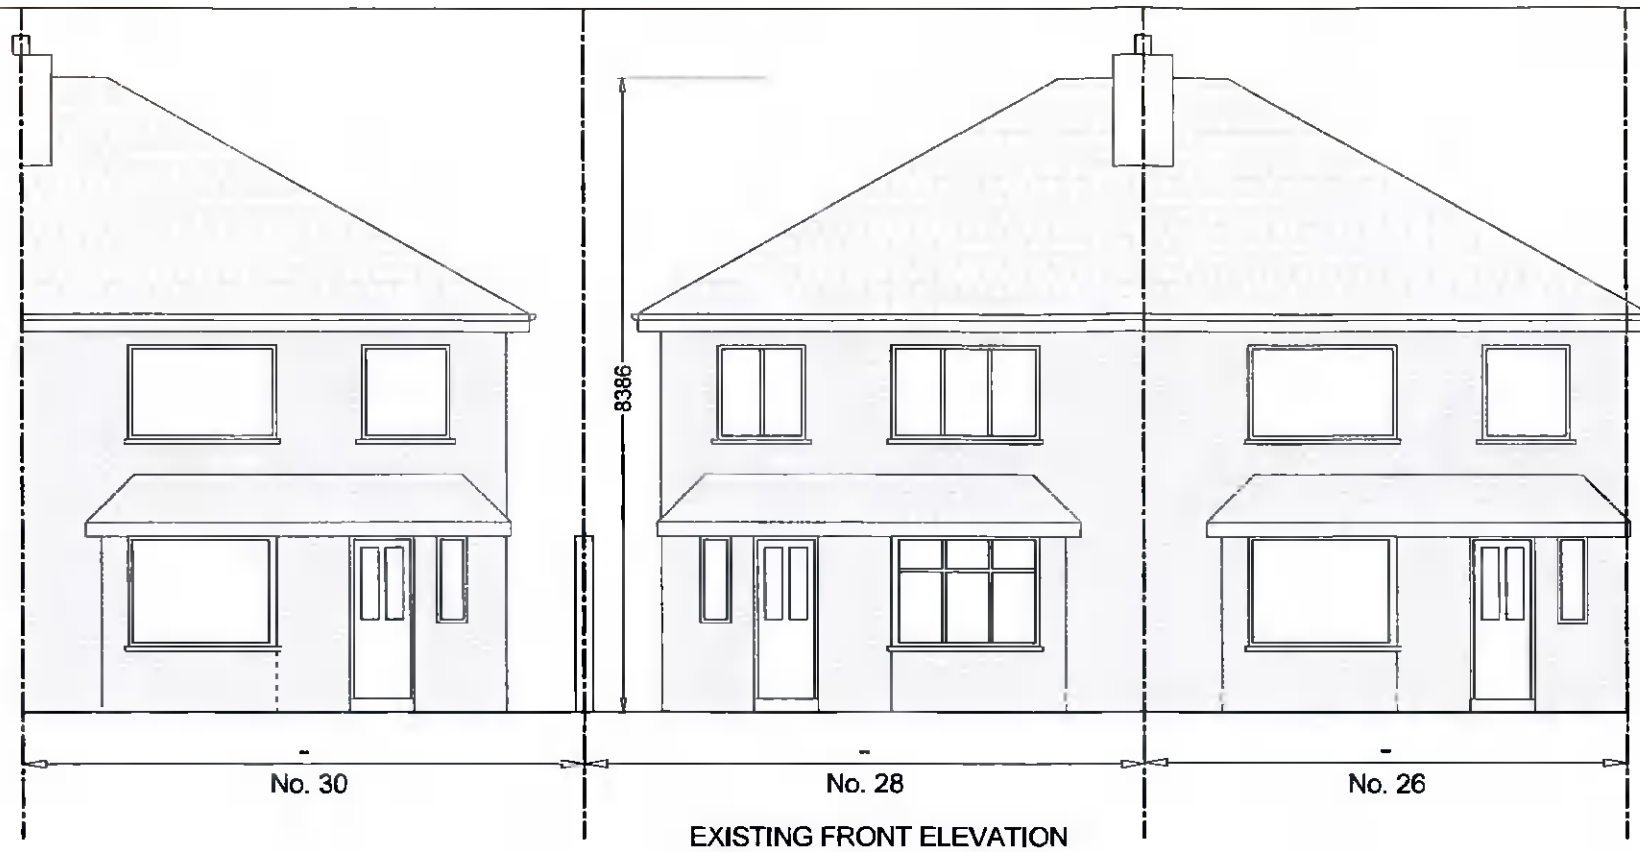 8386
No. 30
No. 28
No. 26
EXISTING FRONT ELEVATION